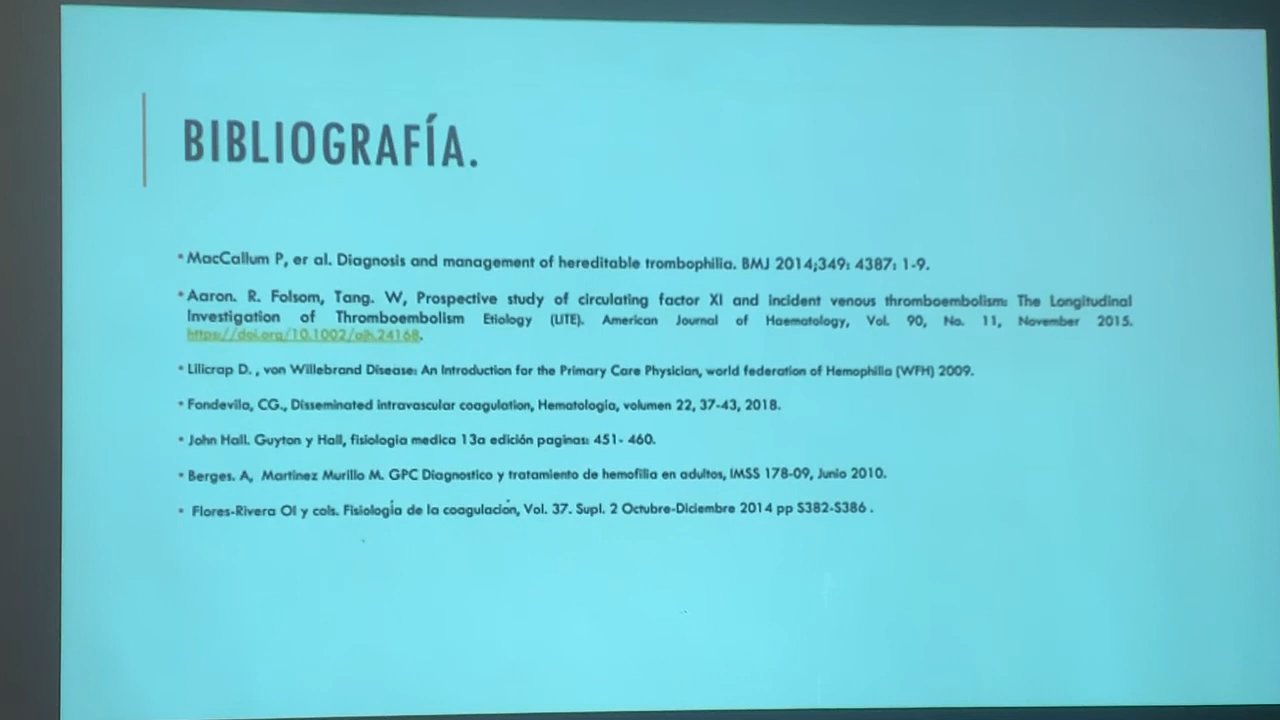 BIBLIOGRAFÍA.
• MacCallum P, er al. Diagnosis and management of hereditable trombophilia. BMJ 2014;349: 4387: 1-9.
• Aaron. R. Folsom, Tang. W, Prospective study of circulating factor XI and incident venous thromboembolism: The Longitudinal
Investigation of Thromboembolism Etiology (LITE). American Journal of Haematology, Vol. 90, No. 11, November 2015.
https://doi.org/10.1002/ajh.24168.
• Lilicrap D. , von Willebrand Disease: An Introduction for the Primary Care Physician, world federation of Hemophilia (WFH) 2009.
• Fondevila, CG., Disseminated intravascular coagulation, Hematología, volumen 22, 37-43, 2018.
• John Hall. Guyton y Hall, fisiologia medica 13a edición paginas: 451- 460.
• Berges. A, Martinez Murillo M. GPC Diagnostico y tratamiento de hemofilia en adultos, IMSS 178-09, Junio 2010.
• Flores-Rivera OI y cols. Fisiología de la coagulación, Vol. 37. Supl. 2 Octubre-Diciembre 2014 pp S382-S386 .